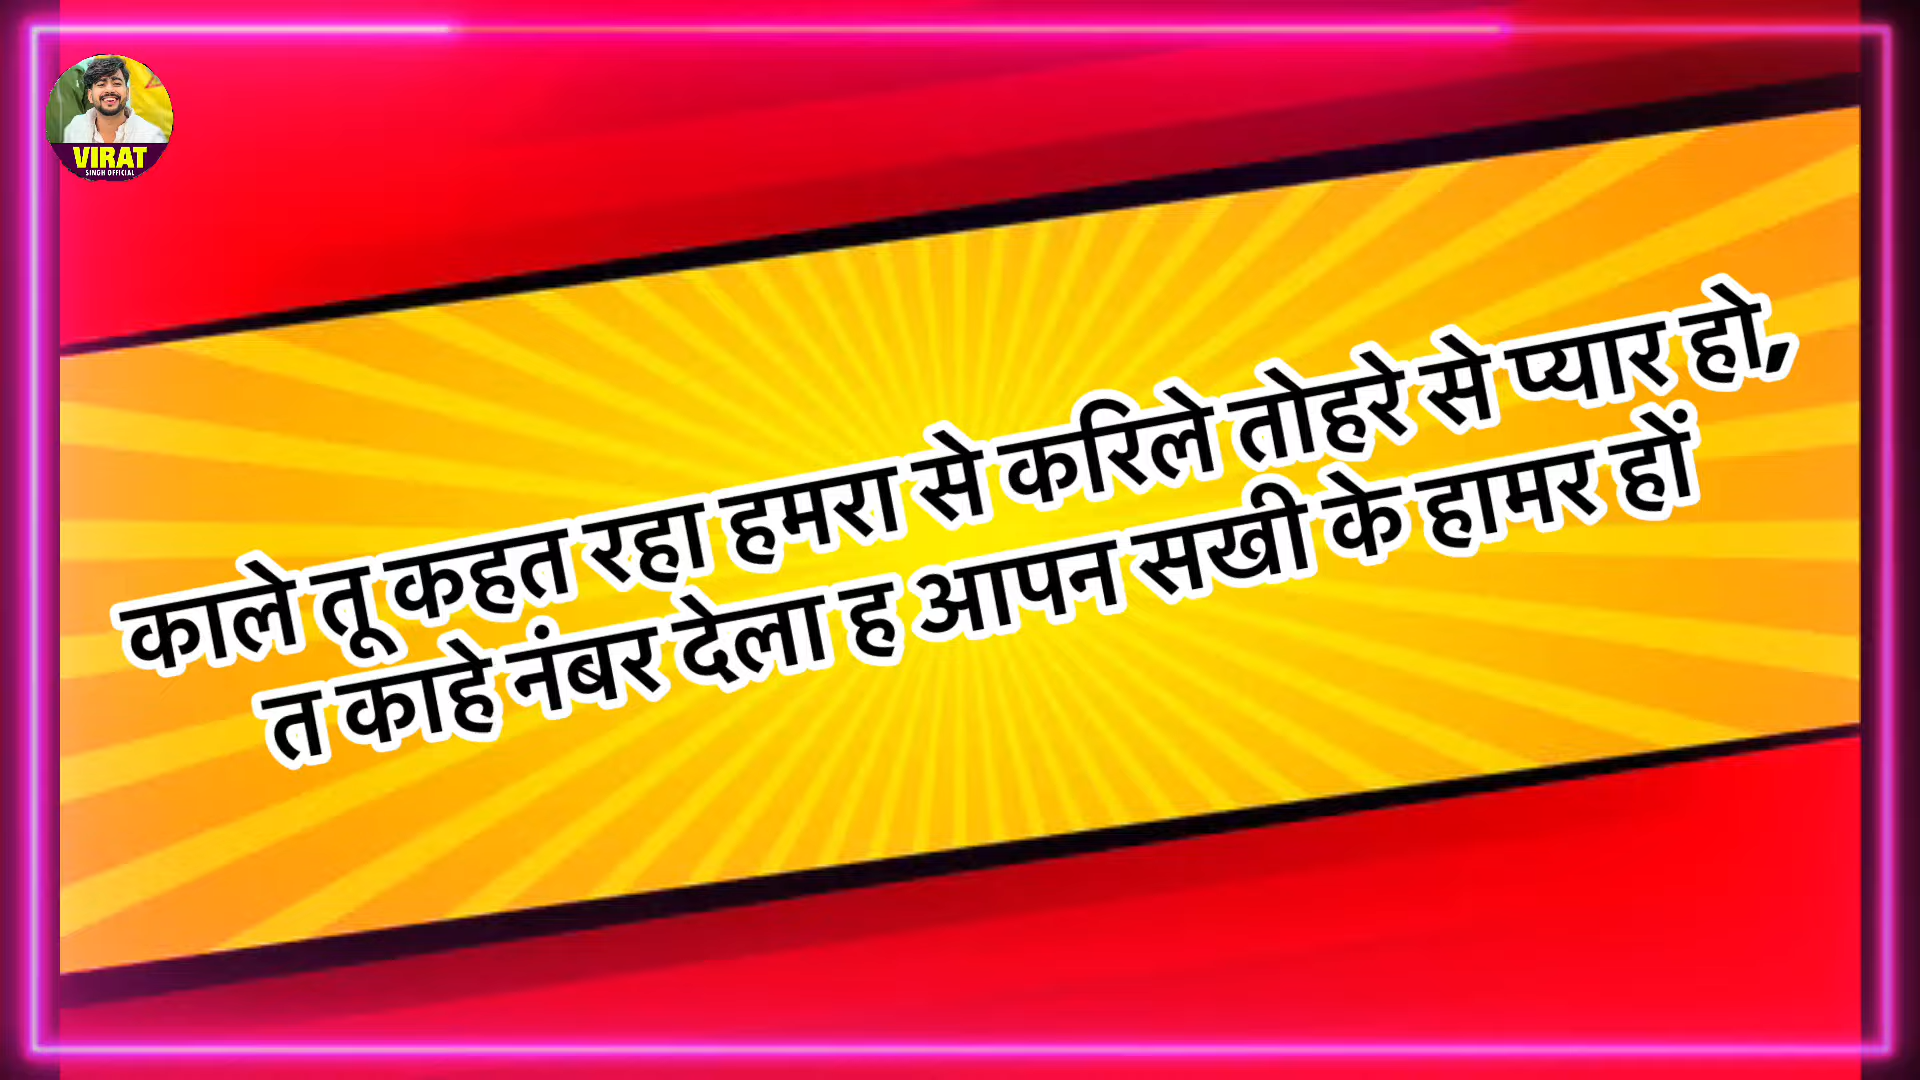 VIRAT
SINGH OFFICIAL
काले तू कहत रहा हमरा से करिले तोहरे से प्यार हो,
त काहे नंबर देला ह आपन सखी के हामर हों